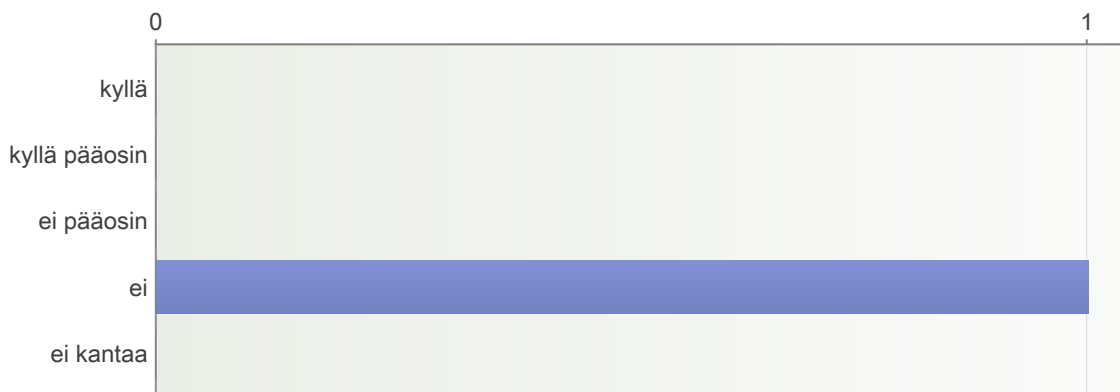 0 1
kyllä
kyllä pääosin
ei pääosin
ei
ei kantaa